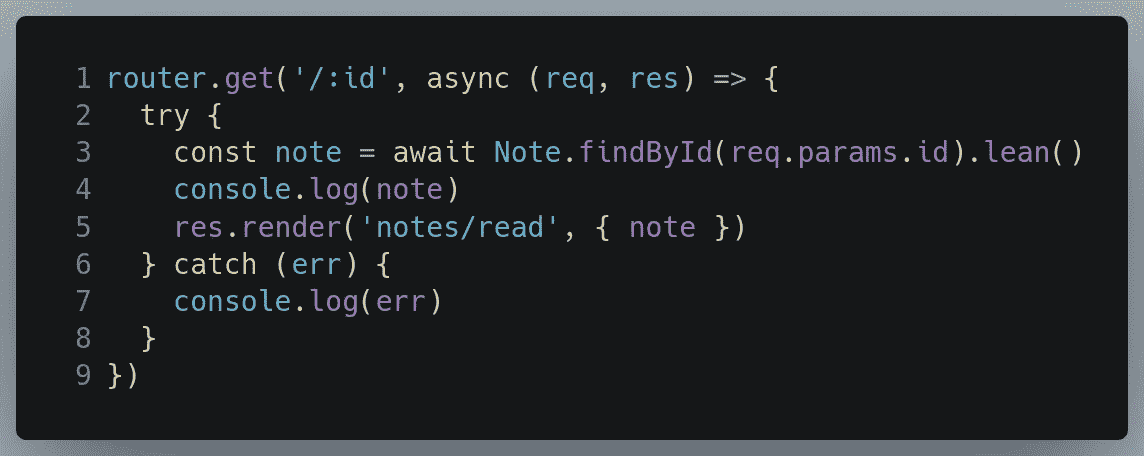 1 router.get('/:id', async (req, res) => {
2   try {
3     const note = await Note.findById(req.params.id).lean()
4     console.log(note)
5     res.render('notes/read', { note })
6   } catch (err) {
7     console.log(err)
8   }
9 })